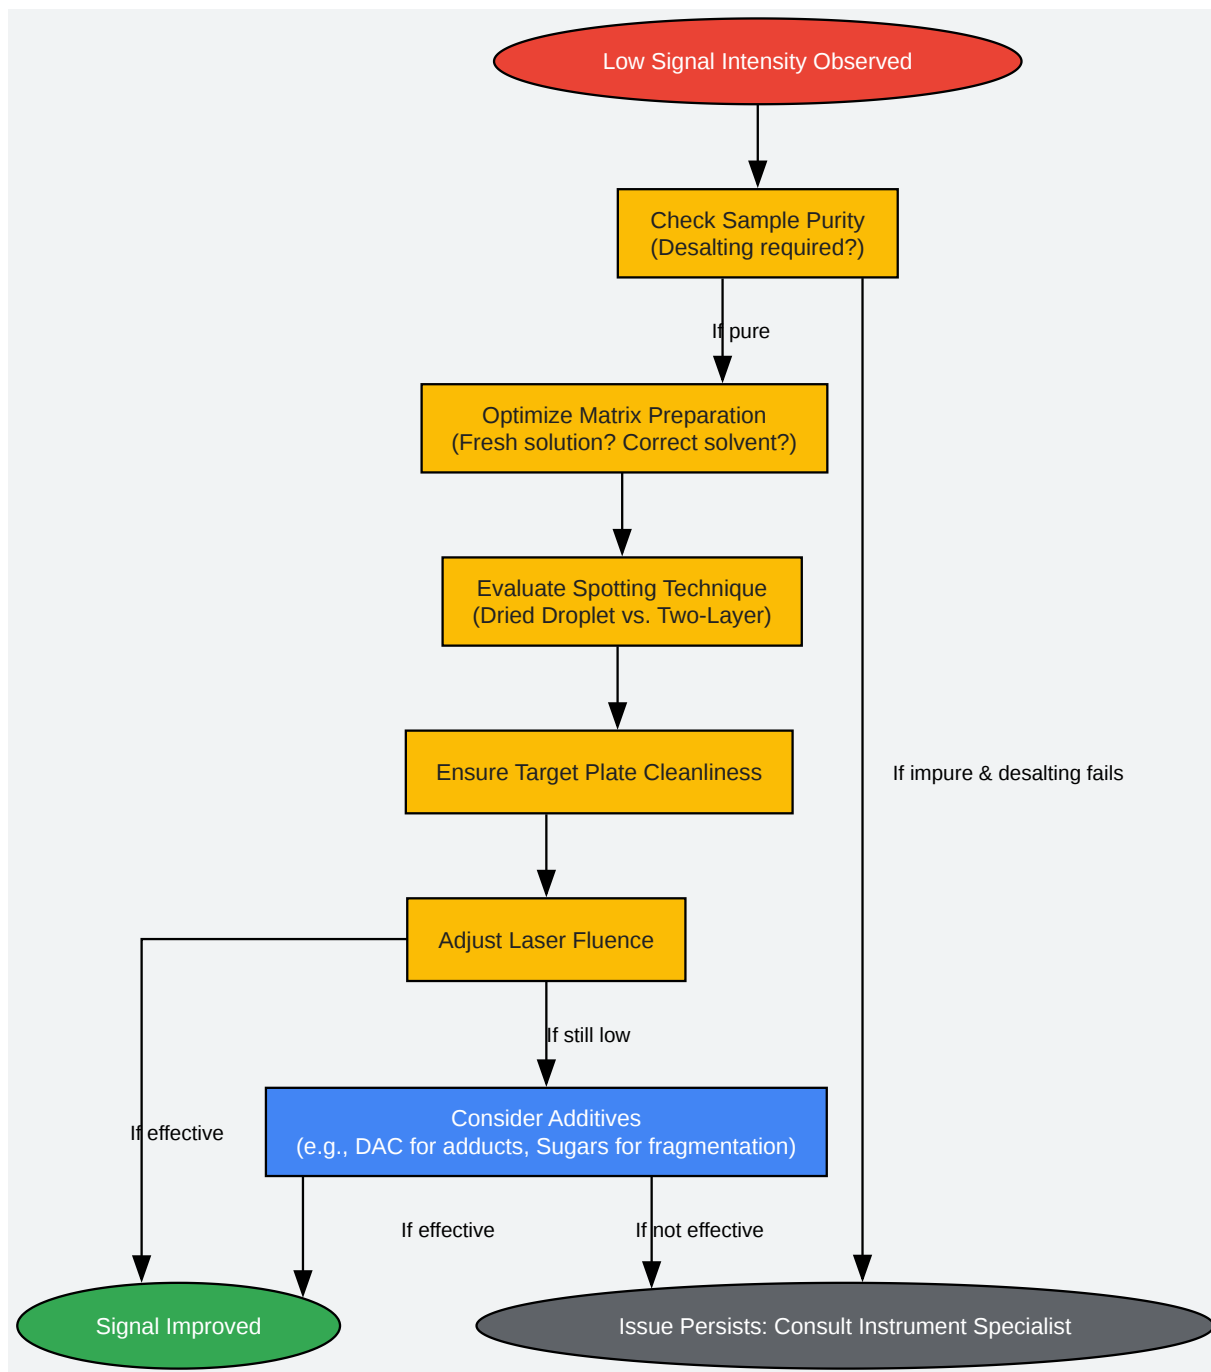 Low Signal Intensity Observed
Check Sample Purity
(Desalting required?)
If pure
Optimize Matrix Preparation
(Fresh solution? Correct solvent?)
Evaluate Spotting Technique
(Dried Droplet vs. Two-Layer)
Ensure Target Plate Cleanliness
If impure & desalting fails
Adjust Laser Fluence
If still low
Consider Additives
(e.g., DAC for adducts, Sugars for fragmentation)
If effective
If effective
If not effective
Signal Improved
Issue Persists: Consult Instrument Specialist